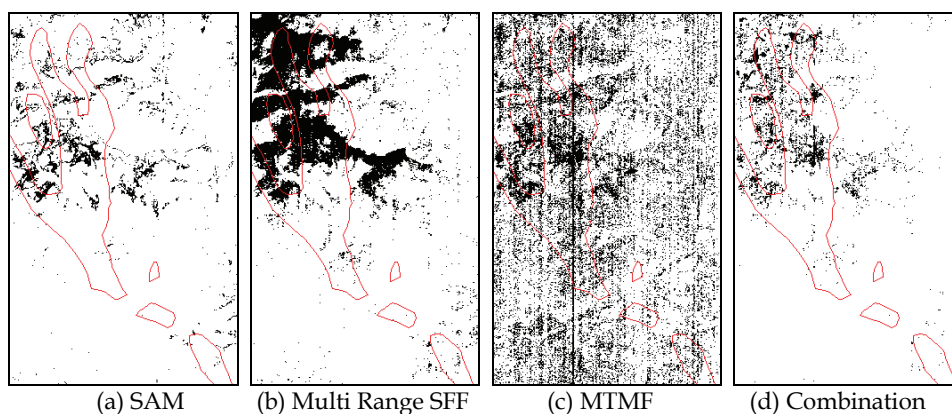 (a) SAM
(b) Multi Range SFF
(c) MTMF
(d) Combination